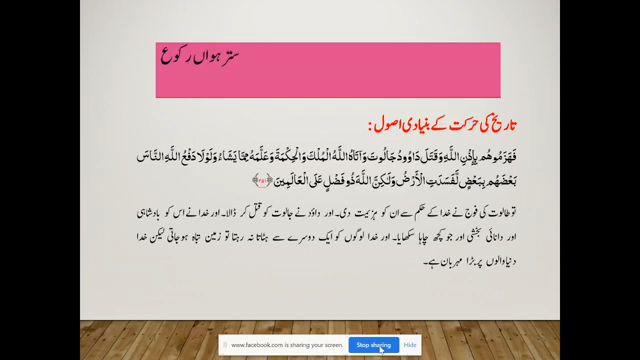 سترہواں رکوع
تاریخ کی حرکت کے بنیادی اصول :
فَهَزَمُوهُم بِإِذْنِ اللَّهِ وَقَتَلَ دَاوُودُ جَالُوتَ وَآتَاهُ اللَّهُ الْمُلْكَ وَالْحِكْمَةَ وَعَلَّمَهُ مِمَّا يَشَاءُ وَلَوْلَا دَفْعُ اللَّهِ النَّاسَ
بَعْضَهُم بِبَعْضٍ لَّفَسَدَتِ الْأَرْضُ وَلَٰكِنَّ اللَّهَ ذُو فَضْلٍ عَلَى الْعَالَمِينَ ﴿٢٥١﴾
تو طالوت کی فوج نے خدا کے حکم سے ان کو ہزیمت دی۔ اور داؤد نے جالوت کو قتل کر ڈالا۔ اور خدا نے اس کو بادشاہی
اور دانائی بخشی اور جو کچھ چاہا سکھایا۔ اور خدا لوگوں کو ایک دوسرے سے ہٹاتا نہ رہتا تو زمین تباہ ہوجاتی لیکن خدا
دنیا والوں پر بڑا مہربان ہے۔
www.facebook.com is sharing your screen. Stop sharing Hide